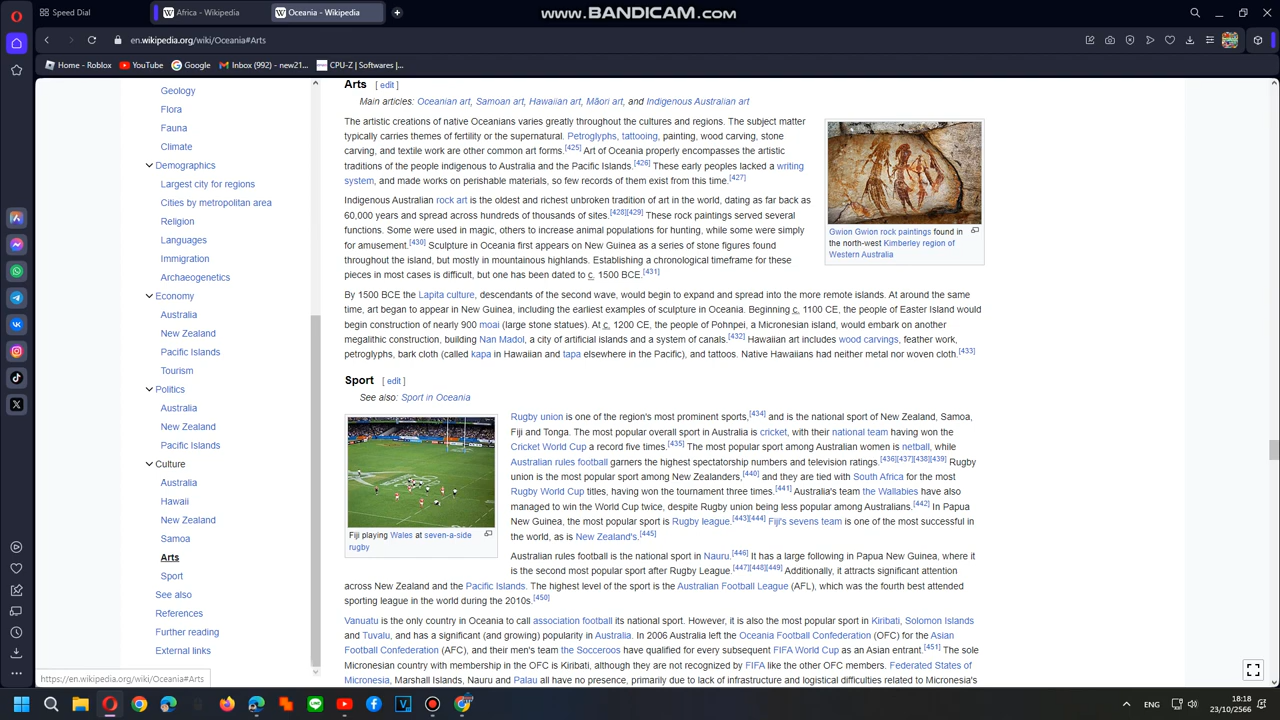 Speed Dial
Africa - Wikipedia
Oceania - Wikipedia
www.BANDICAM.com
en.wikipedia.org/wiki/Oceania#Arts
Home - Roblox
YouTube
Google
Inbox (992) - new21...
CPU-Z | Softwares |...
Geology
Flora
Fauna
Climate
Demographics
Largest city for regions
Cities by metropolitan area
Religion
Languages
Immigration
Archaeogenetics
Economy
Australia
New Zealand
Pacific Islands
Tourism
Politics
Australia
New Zealand
Pacific Islands
Culture
Australia
Hawaii
New Zealand
Samoa
Arts
Sport
See also
References
Further reading
External links
https://en.wikipedia.org/wiki/Oceania#Arts
Arts [ edit ]
Main articles: Oceanian art, Samoan art, Hawaiian art, Māori art, and Indigenous Australian art
The artistic creations of native Oceanians varies greatly throughout the cultures and regions. The subject matter
typically carries themes of fertility or the supernatural. Petroglyphs, tattooing, painting, wood carving, stone
carving, and textile work are other common art forms.[425] Art of Oceania properly encompasses the artistic
traditions of the people indigenous to Australia and the Pacific Islands.[426] These early peoples lacked a writing
system, and made works on perishable materials, so few records of them exist from this time.[427]
Indigenous Australian rock art is the oldest and richest unbroken tradition of art in the world, dating as far back as
60,000 years and spread across hundreds of thousands of sites.[428][429] These rock paintings served several
functions. Some were used in magic, others to increase animal populations for hunting, while some were simply
for amusement.[430] Sculpture in Oceania first appears on New Guinea as a series of stone figures found
throughout the island, but mostly in mountainous highlands. Establishing a chronological timeframe for these
pieces in most cases is difficult, but one has been dated to c. 1500 BCE.[431]
Gwion Gwion rock paintings found in
the north-west Kimberley region of
Western Australia
By 1500 BCE the Lapita culture, descendants of the second wave, would begin to expand and spread into the more remote islands. At around the same
time, art began to appear in New Guinea, including the earliest examples of sculpture in Oceania. Beginning c. 1100 CE, the people of Easter Island would
begin construction of nearly 900 moai (large stone statues). At c. 1200 CE, the people of Pohnpei, a Micronesian island, would embark on another
megalithic construction, building Nan Madol, a city of artificial islands and a system of canals.[432] Hawaiian art includes wood carvings, feather work,
petroglyphs, bark cloth (called kapa in Hawaiian and tapa elsewhere in the Pacific), and tattoos. Native Hawaiians had neither metal nor woven cloth.[433]
Sport [ edit ]
See also: Sport in Oceania
Fiji playing Wales at seven-a-side
rugby
Rugby union is one of the region's most prominent sports,[434] and is the national sport of New Zealand, Samoa,
Fiji and Tonga. The most popular overall sport in Australia is cricket, with their national team having won the
Cricket World Cup a record five times.[435] The most popular sport among Australian women is netball, while
Australian rules football garners the highest spectatorship numbers and television ratings.[436][437][438][439] Rugby
union is the most popular sport among New Zealanders,[440] and they are tied with South Africa for the most
Rugby World Cup titles, having won the tournament three times.[441] Australia's team the Wallabies have also
managed to win the World Cup twice, despite Rugby union being less popular among Australians.[442] In Papua
New Guinea, the most popular sport is Rugby league.[443][444] Fiji's sevens team is one of the most successful in
the world, as is New Zealand's.[445]
Australian rules football is the national sport in Nauru.[446] It has a large following in Papua New Guinea, where it
is the second most popular sport after Rugby League.[447][448][449] Additionally, it attracts significant attention
across New Zealand and the Pacific Islands. The highest level of the sport is the Australian Football League (AFL), which was the fourth best attended
sporting league in the world during the 2010s.[450]
Vanuatu is the only country in Oceania to call association football its national sport. However, it is also the most popular sport in Kiribati, Solomon Islands
and Tuvalu, and has a significant (and growing) popularity in Australia. In 2006 Australia left the Oceania Football Confederation (OFC) for the Asian
Football Confederation (AFC), and their men's team the Socceroos have qualified for every subsequent FIFA World Cup as an Asian entrant.[451] The sole
Micronesian country with membership in the OFC is Kiribati, although they are not recognized by FIFA like the other OFC members. Federated States of
Micronesia, Marshall Islands, Nauru and Palau all have no presence, primarily due to lack of infrastructure and logistical difficulties related to Micronesia's
ENG
18:18
23/10/2566